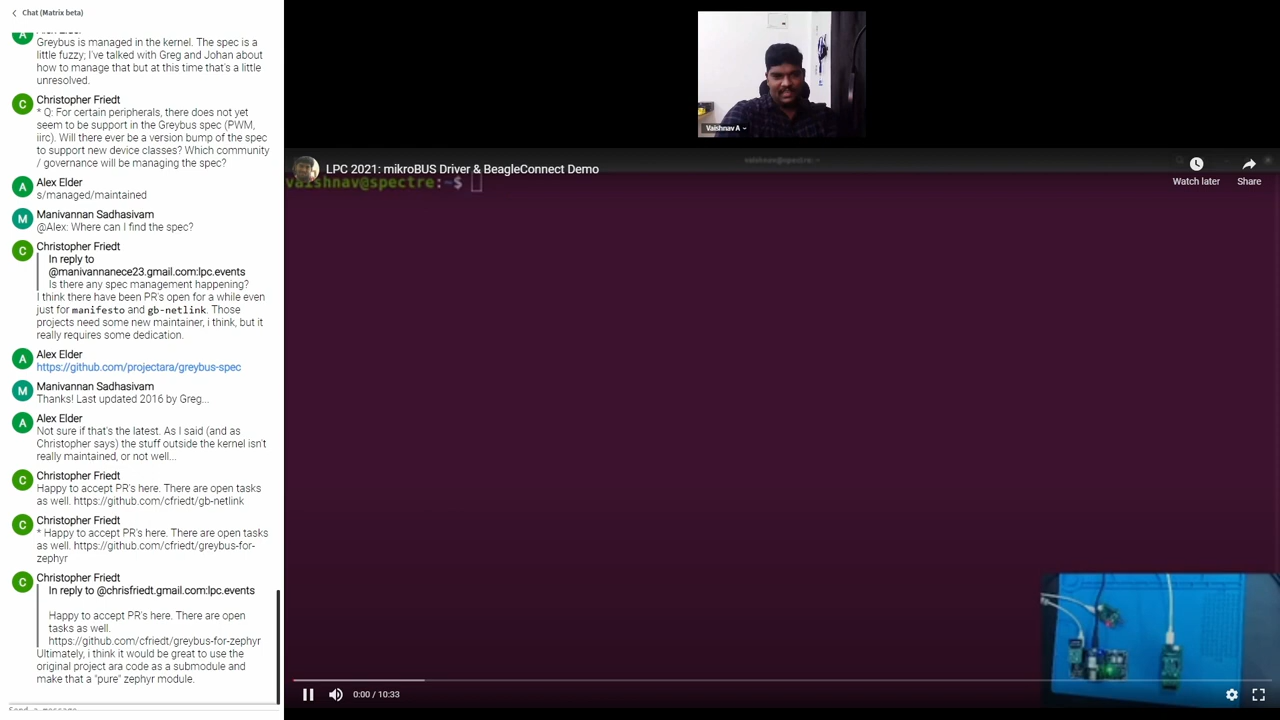 Chat (Matrix beta)
Alex Elder
Greybus is managed in the kernel. The spec is a
little fuzzy; I've talked with Greg and Johan about
how to manage that but at this time that's a little
unresolved.
Christopher Friedt
* Q: For certain peripherals, there does not yet
seem to be support in the Greybus spec (PWM,
iirc). Will there ever be a version bump of the spec
to support new device classes? Which community
/ governance will be managing the spec?
Alex Elder
s/managed/maintained
Manivannan Sadhasivam
@Alex: Where can I find the spec?
Christopher Friedt
In reply to
@manivannanece23.gmail.com:lpc.events
Is there any spec management happening?
I think there have been PR's open for a while even
just for manifesto and gb-netlink. Those
projects need some new maintainer, i think, but it
really requires some dedication.
Alex Elder
https://github.com/projectara/greybus-spec
Manivannan Sadhasivam
Thanks! Last updated 2016 by Greg...
Alex Elder
Not sure if that's the latest. As I said (and as
Christopher says) the stuff outside the kernel isn't
really maintained, or not well...
Christopher Friedt
Happy to accept PR's here. There are open tasks
as well. https://github.com/cfriedt/gb-netlink
Christopher Friedt
* Happy to accept PR's here. There are open tasks
as well. https://github.com/cfriedt/greybus-for-
zephyr
Christopher Friedt
In reply to @chrisfriedt.gmail.com:lpc.events
Happy to accept PR's here. There are open
tasks as well.
https://github.com/cfriedt/greybus-for-zephyr
Ultimately, i think it would be great to use the
original project ara code as a submodule and
make that a "pure" zephyr module.
Send a message
Vaishnav A
vaishnav@spectre:~
LPC 2021: mikroBUS Driver & BeagleConnect Demo
Watch later
Share
vaishnav@spectre:~$
0:00 / 10:33